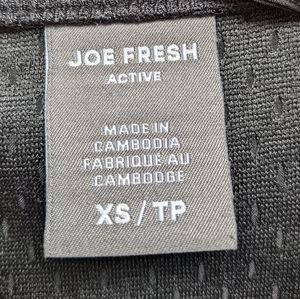 JOE FRESH
ACTIVE
MADE IN
CAMBODIA
FABRIQUÉ AU
CAMBODGE
XS / TP